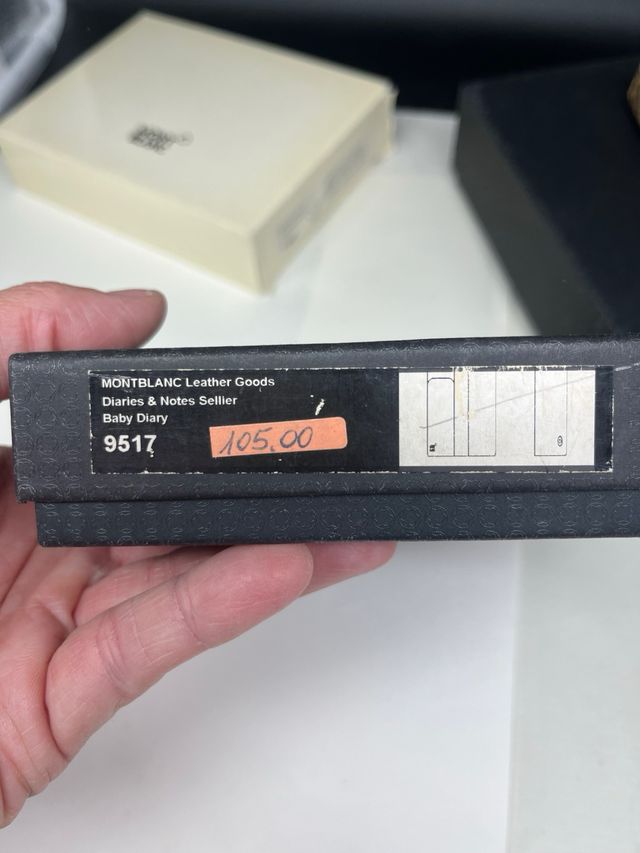 MONTBLANC Leather Goods
Diaries & Notes Sellier
Baby Diary
9517
105.00